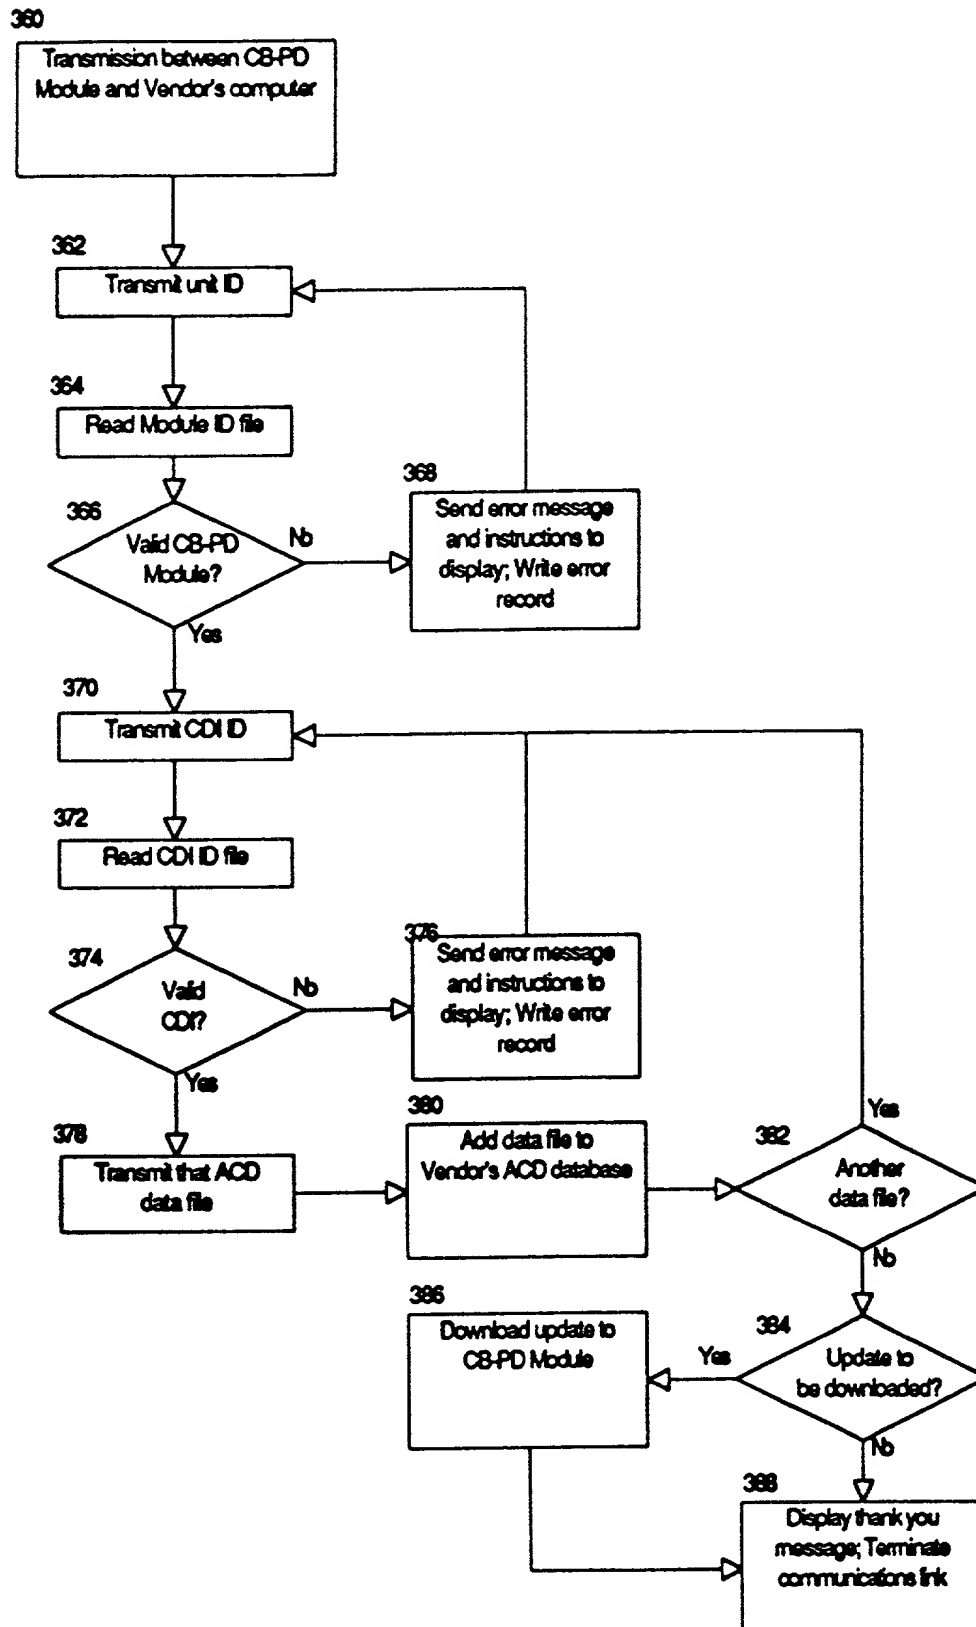 360
Transmission between CB-PD
Module and Vendor's computer
362
Transmit unit ID
364
Read Module ID file
366
Valid CB-PD
Module?
No
Yes
368
Send error message
and instructions to
display; Write error
record
370
Transmit CDI ID
372
Read CDI ID file
374
Valid
CDI?
No
Yes
376
Send error message
and instructions to
display; Write error
record
378
Transmit that ACD
data file
380
Add data file to
Vendor's ACD database
382
Another
data file?
Yes
No
384
Update to
be downloaded?
Yes
No
386
Download update to
CB-PD Module
388
Display thank you
message; Terminate
communications link